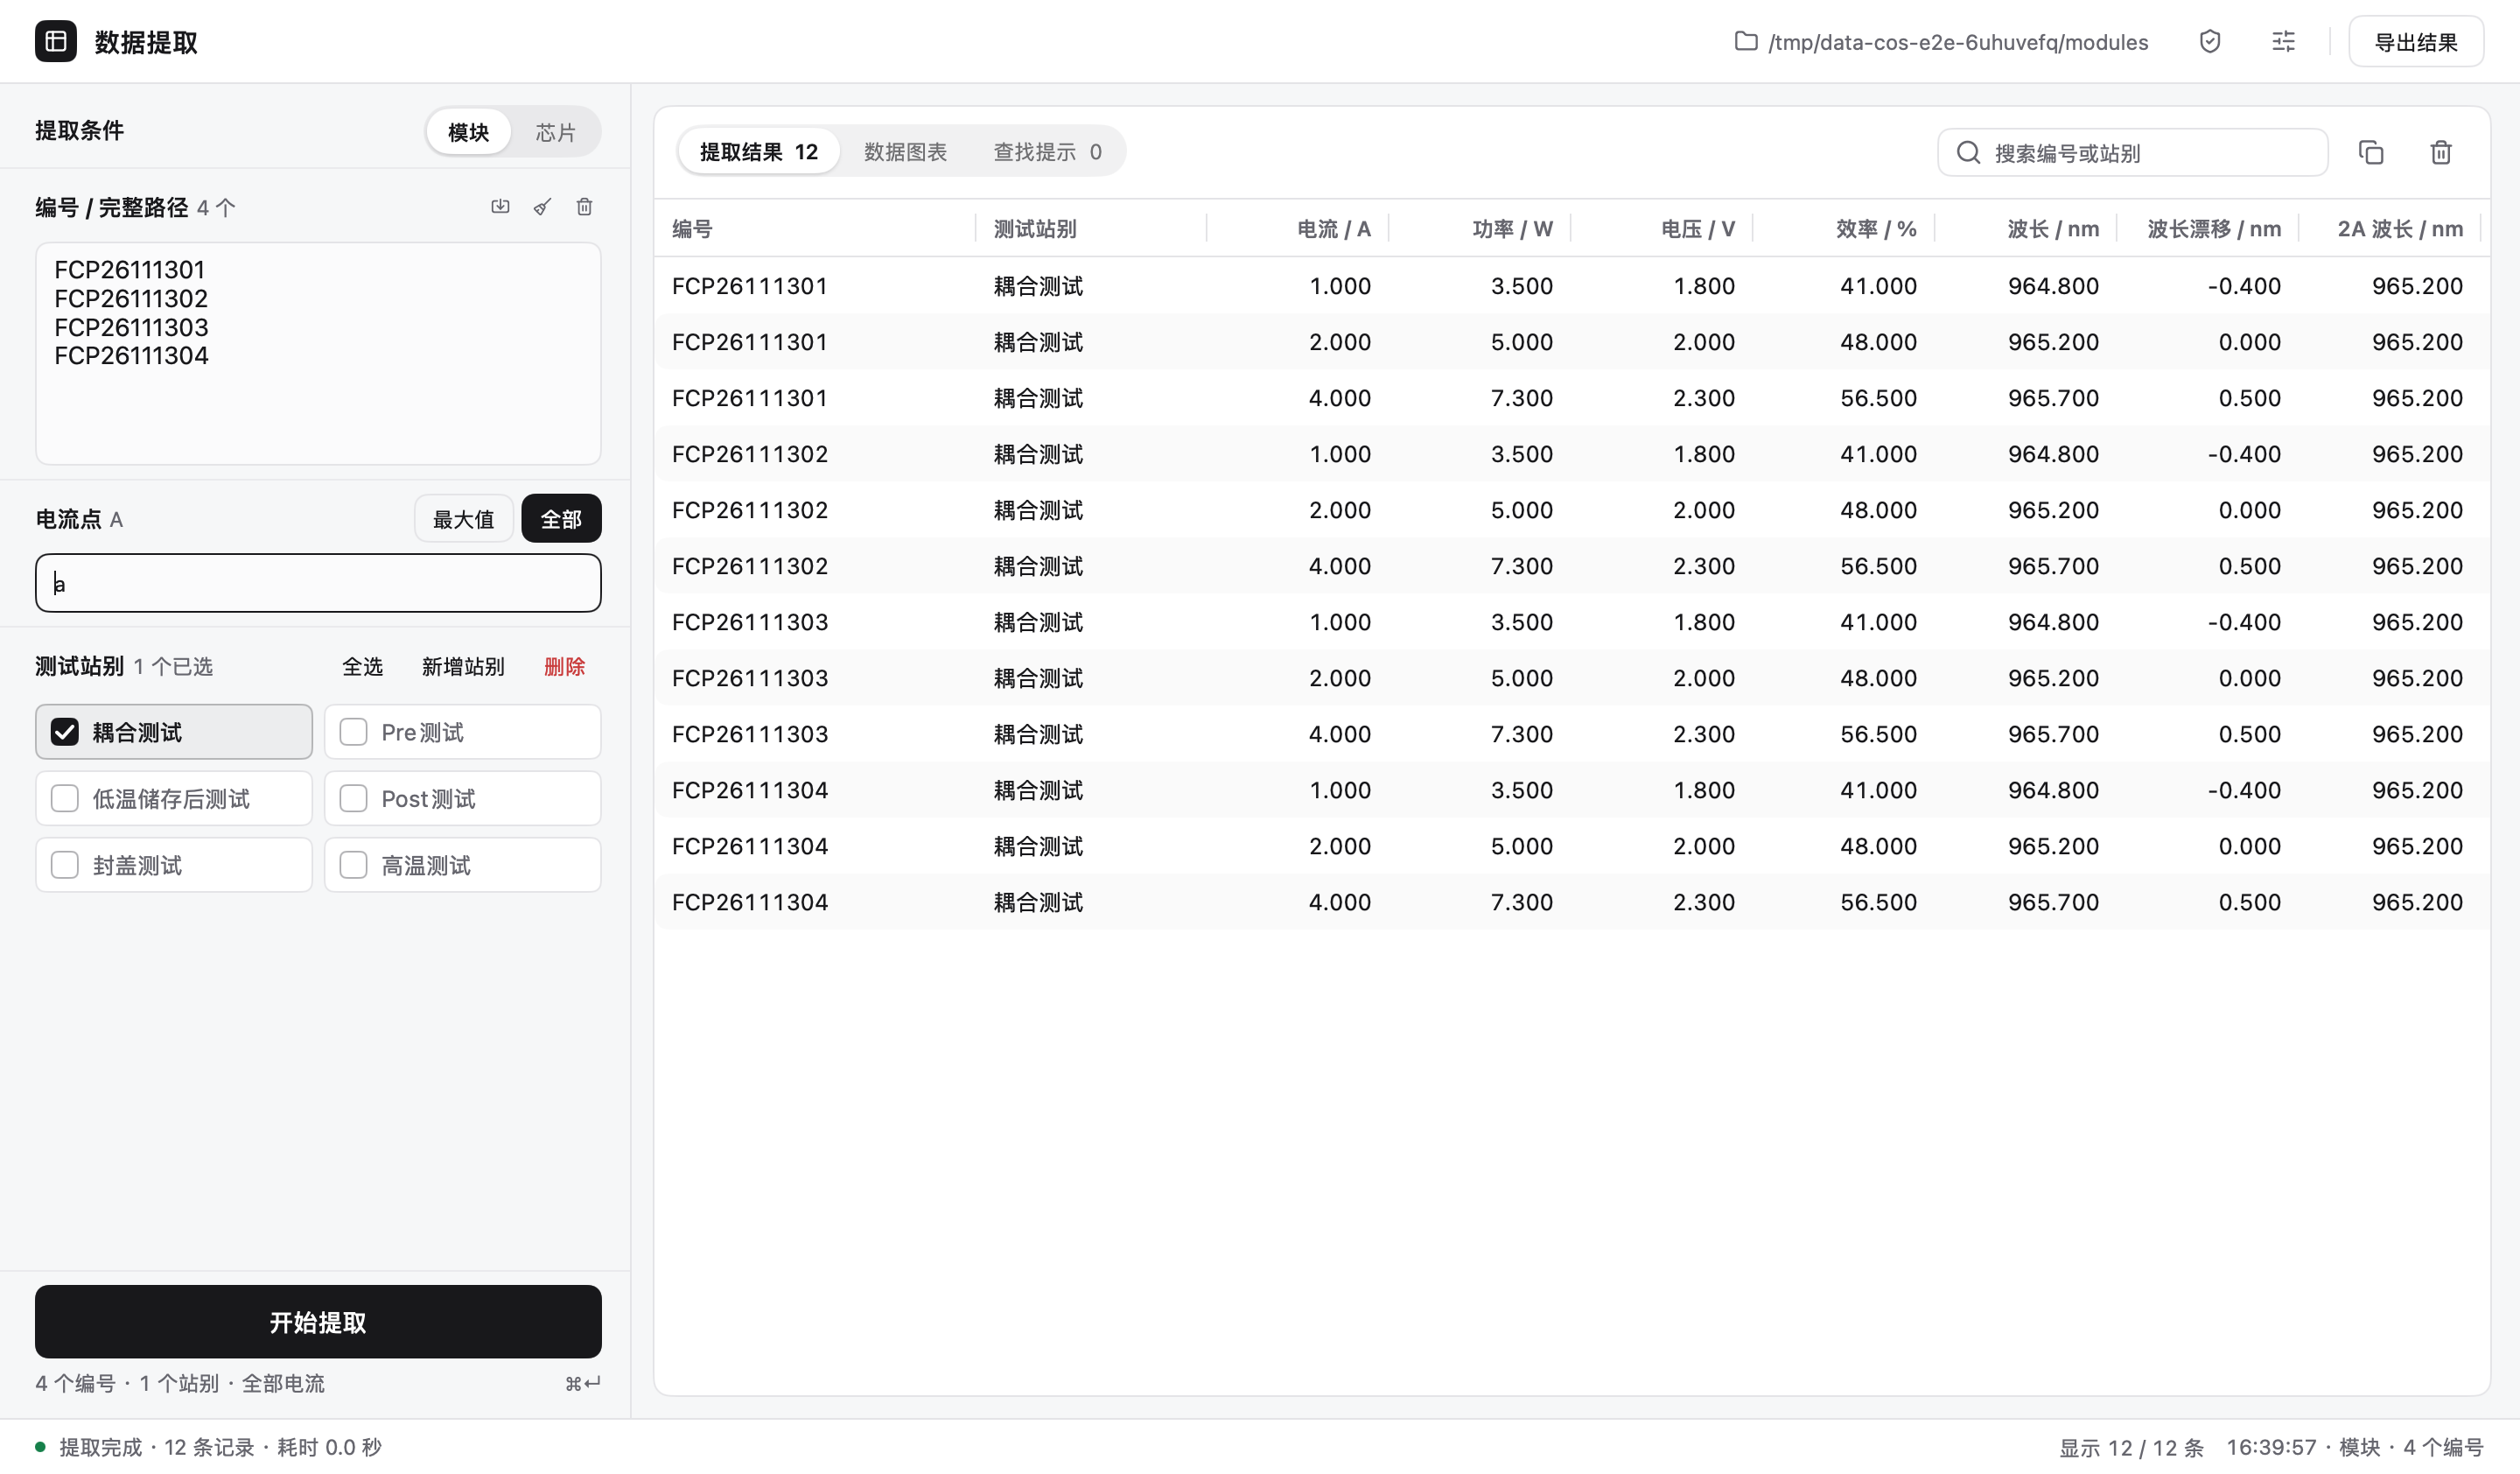 数据提取
/tmp/data-cos-e2e-6uhuvefq/modules
导出结果
提取条件
模块 芯片
编号 / 完整路径 4 个
FCP26111301
FCP26111302
FCP26111303
FCP26111304
电流点 A
最大值 全部
a
测试站别 1 个已选
全选 新增站别 删除
耦合测试 Pre测试
低温储存后测试 Post测试
封盖测试 高温测试
开始提取
4 个编号 · 1 个站别 · 全部电流 ⌘↵
提取结果 12 数据图表 查找提示 0
搜索编号或站别
编号 测试站别 电流 / A 功率 / W 电压 / V 效率 / % 波长 / nm 波长漂移 / nm 2A 波长 / nm
FCP26111301 耦合测试 1.000 3.500 1.800 41.000 964.800 -0.400 965.200
FCP26111301 耦合测试 2.000 5.000 2.000 48.000 965.200 0.000 965.200
FCP26111301 耦合测试 4.000 7.300 2.300 56.500 965.700 0.500 965.200
FCP26111302 耦合测试 1.000 3.500 1.800 41.000 964.800 -0.400 965.200
FCP26111302 耦合测试 2.000 5.000 2.000 48.000 965.200 0.000 965.200
FCP26111302 耦合测试 4.000 7.300 2.300 56.500 965.700 0.500 965.200
FCP26111303 耦合测试 1.000 3.500 1.800 41.000 964.800 -0.400 965.200
FCP26111303 耦合测试 2.000 5.000 2.000 48.000 965.200 0.000 965.200
FCP26111303 耦合测试 4.000 7.300 2.300 56.500 965.700 0.500 965.200
FCP26111304 耦合测试 1.000 3.500 1.800 41.000 964.800 -0.400 965.200
FCP26111304 耦合测试 2.000 5.000 2.000 48.000 965.200 0.000 965.200
FCP26111304 耦合测试 4.000 7.300 2.300 56.500 965.700 0.500 965.200
提取完成 · 12 条记录 · 耗时 0.0 秒
显示 12 / 12 条 16:39:57 · 模块 · 4 个编号